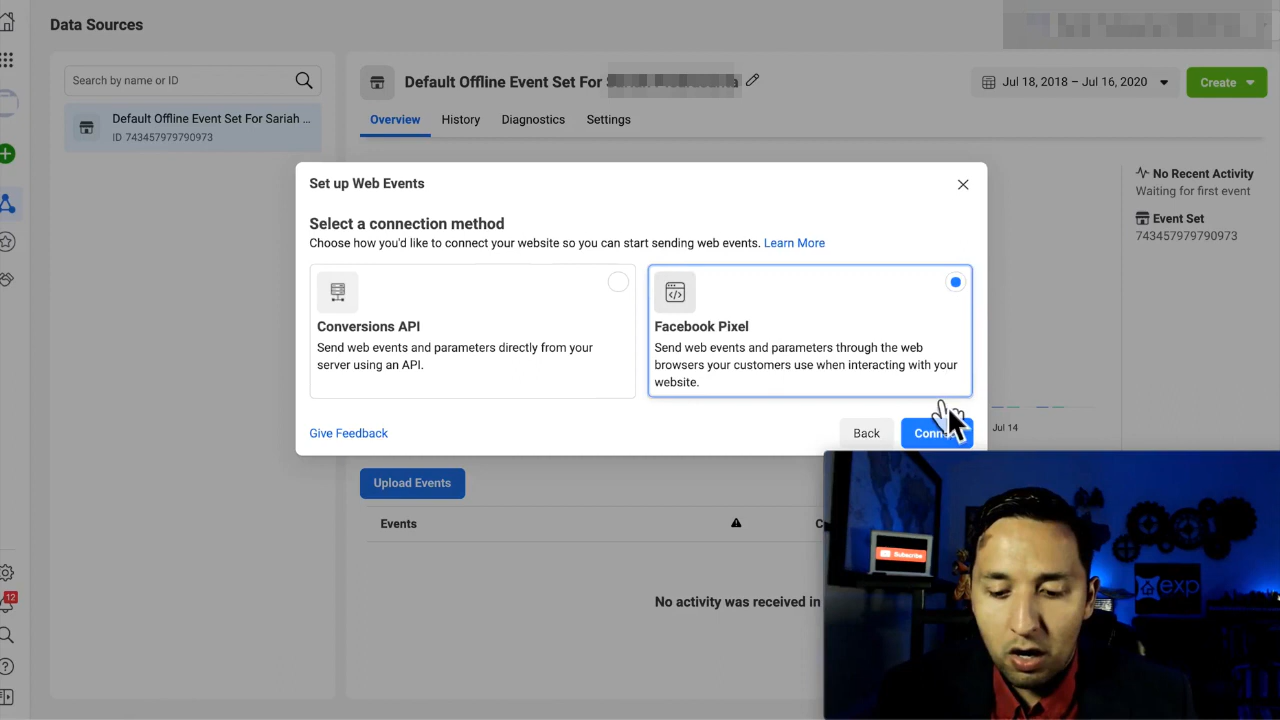 Data Sources
Search by name or ID
Default Offline Event Set For Sariah ...
ID 743457979790973
Default Offline Event Set For
Jul 18, 2018 – Jul 16, 2020
Create
Overview
History
Diagnostics
Settings
No Recent Activity
Waiting for first event
Event Set
743457979790973
Set up Web Events
Select a connection method
Choose how you'd like to connect your website so you can start sending web events. Learn More
Conversions API
Send web events and parameters directly from your
server using an API.
Facebook Pixel
Send web events and parameters through the web
browsers your customers use when interacting with your
website.
Give Feedback
Back
Jul 14
Upload Events
Events
No activity was received in
12
Subscribe
exp